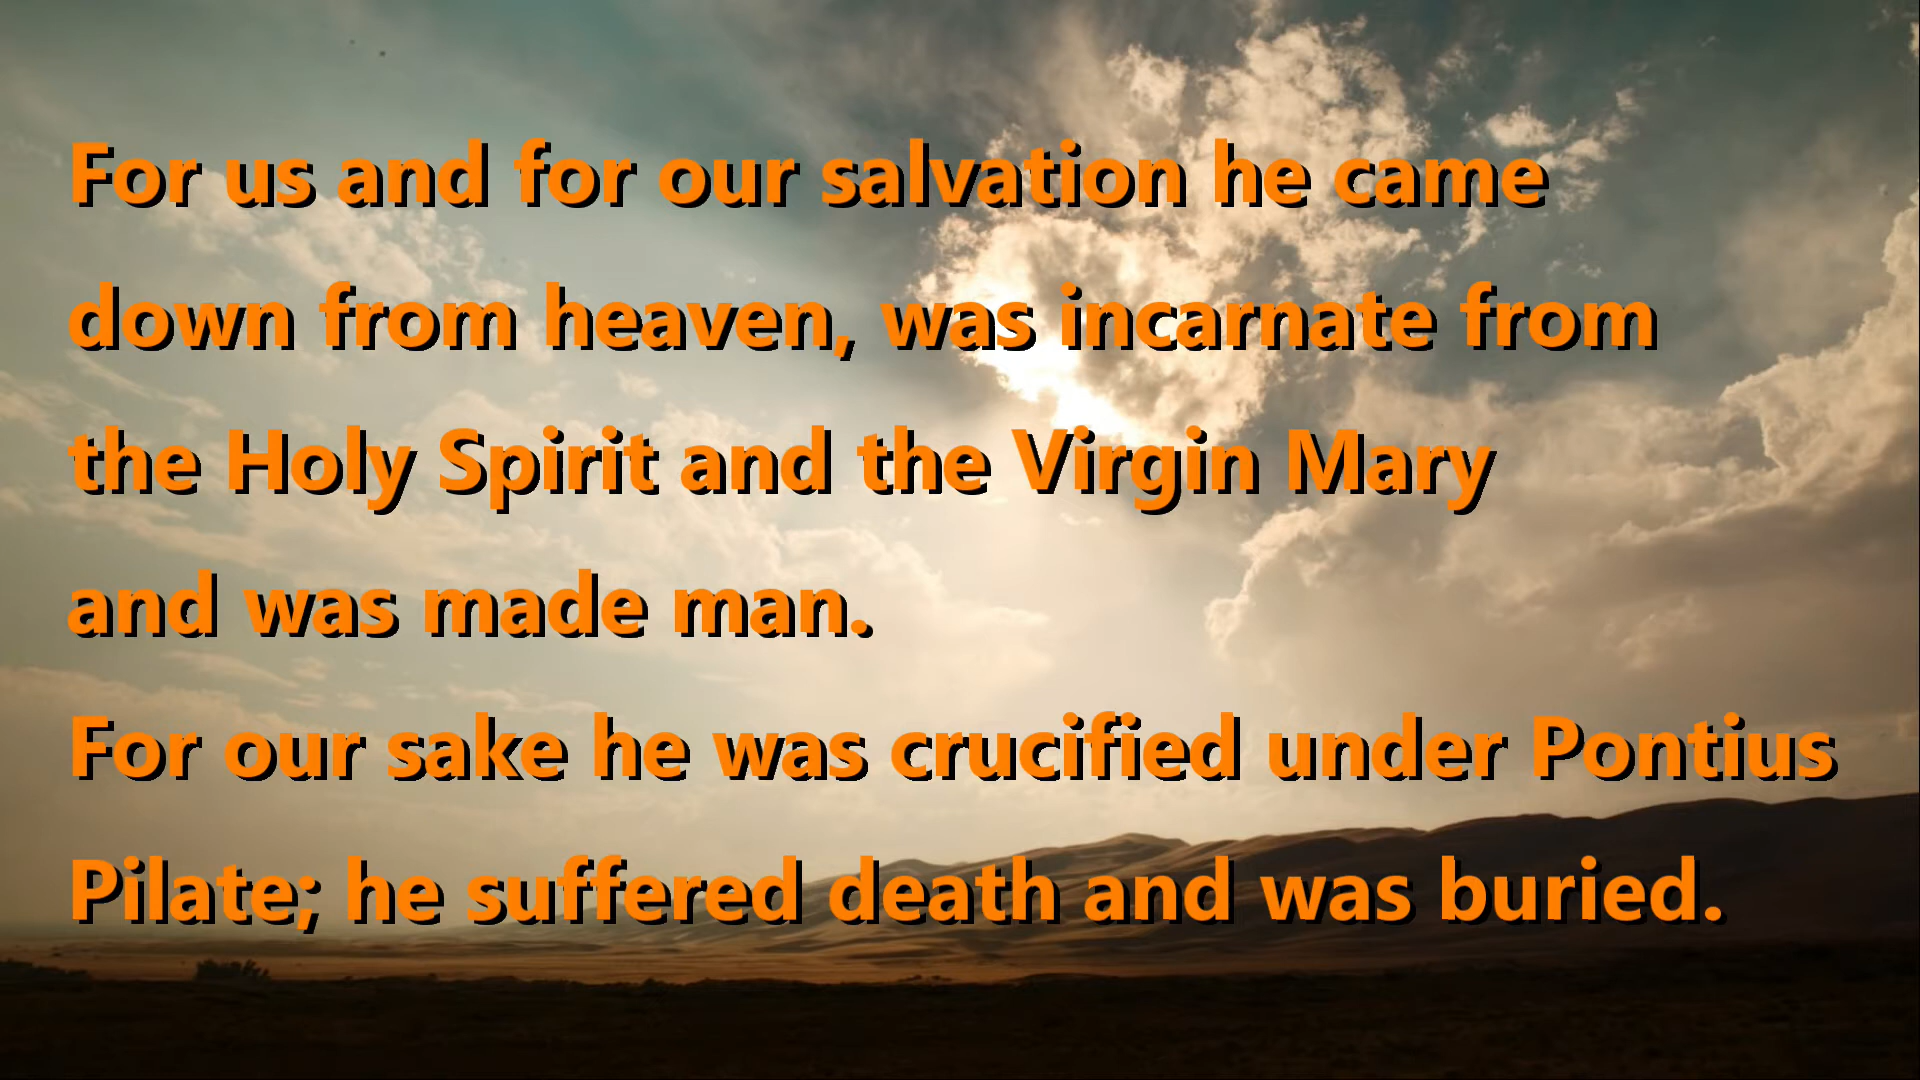 For us and for our salvation he came
down from heaven, was incarnate from
the Holy Spirit and the Virgin Mary
and was made man.
For our sake he was crucified under Pontius
Pilate; he suffered death and was buried.